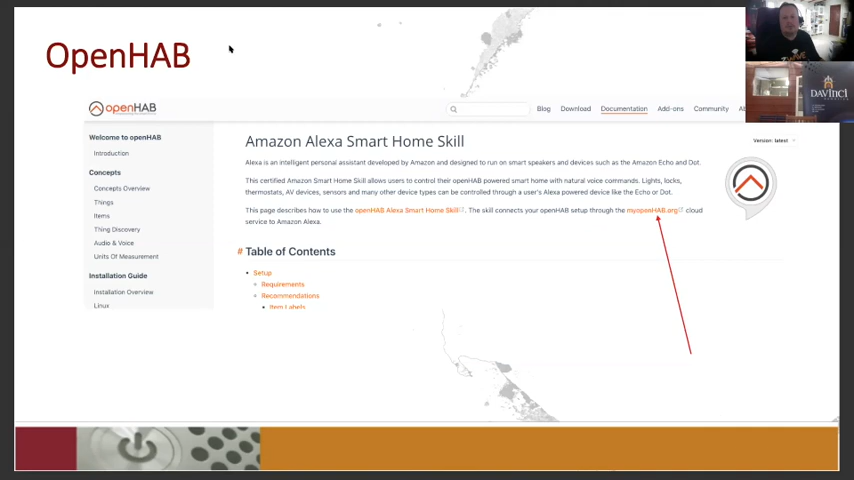 OpenHAB
openHAB
Blog Download Documentation Add-ons Community
Welcome to openHAB
Introduction
Concepts
Concepts Overview
Things
Items
Thing Discovery
Audio & Voice
Units Of Measurement
Installation Guide
Installation Overview
Linux
Amazon Alexa Smart Home Skill
Version: latest
Alexa is an intelligent personal assistant developed by Amazon and designed to run on smart speakers and devices such as the Amazon Echo and Dot.
This certified Amazon Smart Home Skill allows users to control their openHAB powered smart home with natural voice commands. Lights, locks,
thermostats, AV devices, sensors and many other device types can be controlled through a user's Alexa powered device like the Echo or Dot.
This page describes how to use the openHAB Alexa Smart Home Skill. The skill connects your openHAB setup through the myopenHAB.org cloud
service to Amazon Alexa.
# Table of Contents
Setup
Requirements
Recommendations
Item Labels
DAVINCI